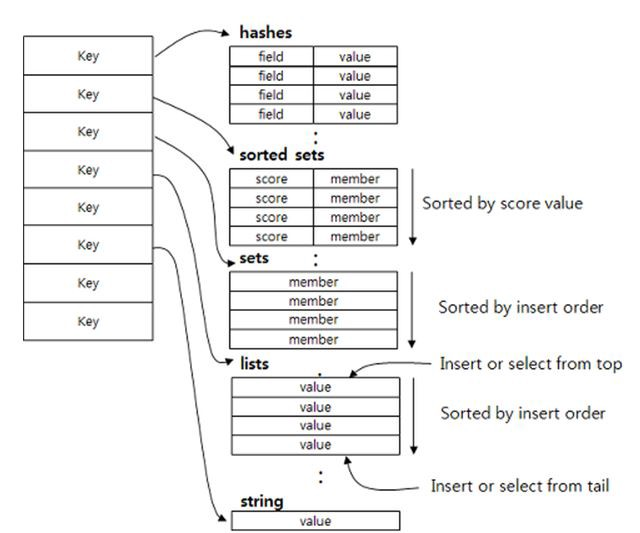 hashes
Key
Key
Key
Key
Key
Key
Key
Key
field value
field value
field value
field value
:
sorted sets
score member
score member
score member
score member
Sorted by score value
:
sets
member
member
member
member
Sorted by insert order
lists
.
Insert or select from top
value
value
value
value
Sorted by insert order
:
Insert or select from tail
string
value